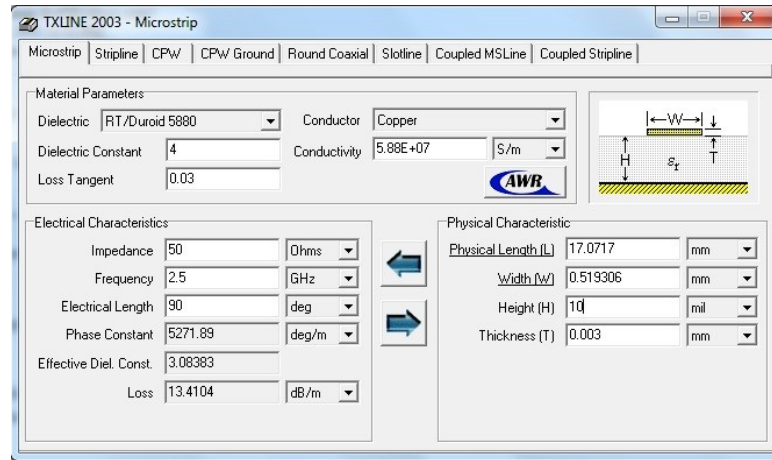 TXLINE 2003 - Microstrip
Microstrip Stripline CPW CPW Ground Round Coaxial Slotline Coupled MSLine Coupled Stripline
Material Parameters
Dielectric RT/Duroid 5880 Conductor Copper
Dielectric Constant 4 Conductivity 5.88E+07 S/m
Loss Tangent 0.03 AWR
←W→ T H εr
Electrical Characteristics
Impedance 50 Ohms
Frequency 2.5 GHz
Electrical Length 90 deg
Phase Constant 5271.89 deg/m
Effective Diel. Const. 3.08383
Loss 13.4104 dB/m
Physical Characteristic
Physical Length (L) 17.0717 mm
Width (W) 0.519306 mm
Height (H) 10 mil
Thickness (T) 0.003 mm